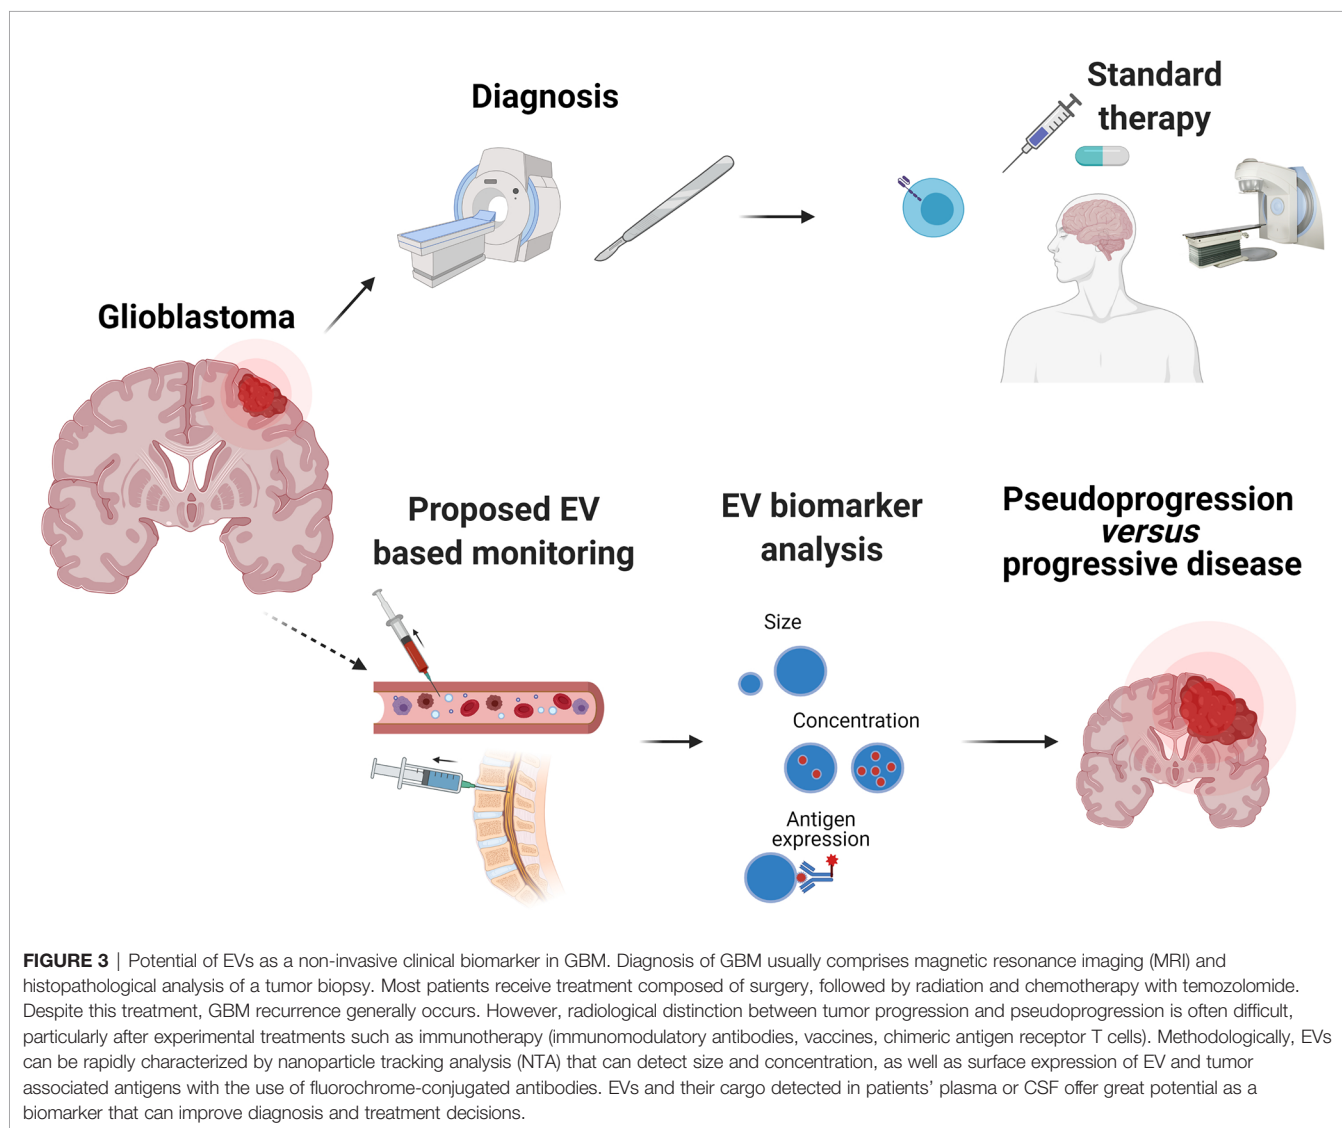 Diagnosis
Standard
therapy
Glioblastoma
Proposed EV
based monitoring
EV biomarker
analysis
Pseudoprogression
versus
progressive disease
Size
Concentration
Antigen
expression
FIGURE 3 | Potential of EVs as a non-invasive clinical biomarker in GBM. Diagnosis of GBM usually comprises magnetic resonance imaging (MRI) and
histopathological analysis of a tumor biopsy. Most patients receive treatment composed of surgery, followed by radiation and chemotherapy with temozolomide.
Despite this treatment, GBM recurrence generally occurs. However, radiological distinction between tumor progression and pseudoprogression is often difficult,
particularly after experimental treatments such as immunotherapy (immunomodulatory antibodies, vaccines, chimeric antigen receptor T cells). Methodologically, EVs
can be rapidly characterized by nanoparticle tracking analysis (NTA) that can detect size and concentration, as well as surface expression of EV and tumor
associated antigens with the use of fluorochrome-conjugated antibodies. EVs and their cargo detected in patients’ plasma or CSF offer great potential as a
biomarker that can improve diagnosis and treatment decisions.